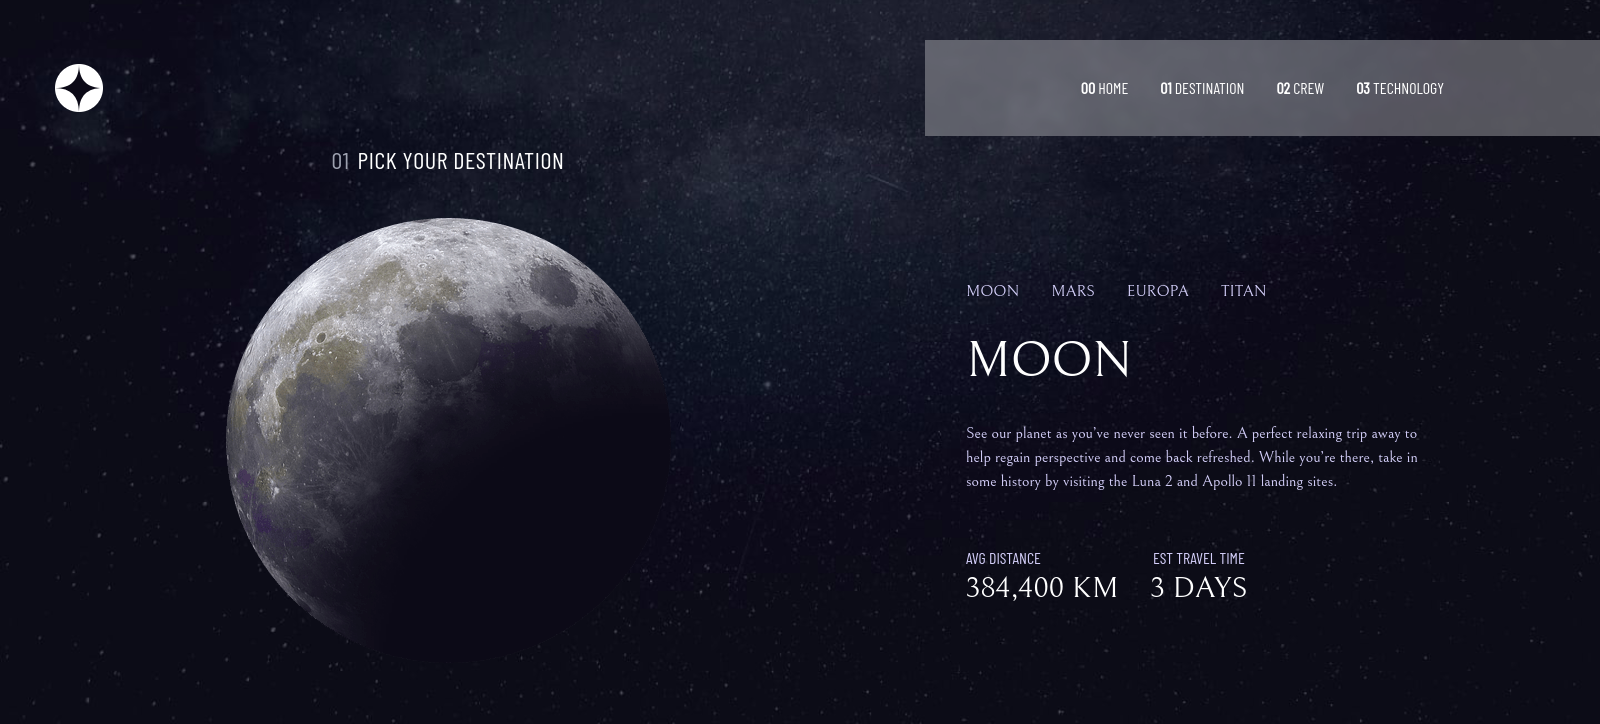 00 HOME 01 DESTINATION 02 CREW 03 TECHNOLOGY
01 PICK YOUR DESTINATION
MOON MARS EUROPA TITAN
MOON
See our planet as you've never seen it before. A perfect relaxing trip away to
help regain perspective and come back refreshed. While you're there, take in
some history by visiting the Luna 2 and Apollo 11 landing sites.
AVG DISTANCE EST TRAVEL TIME
384,400 KM 3 DAYS